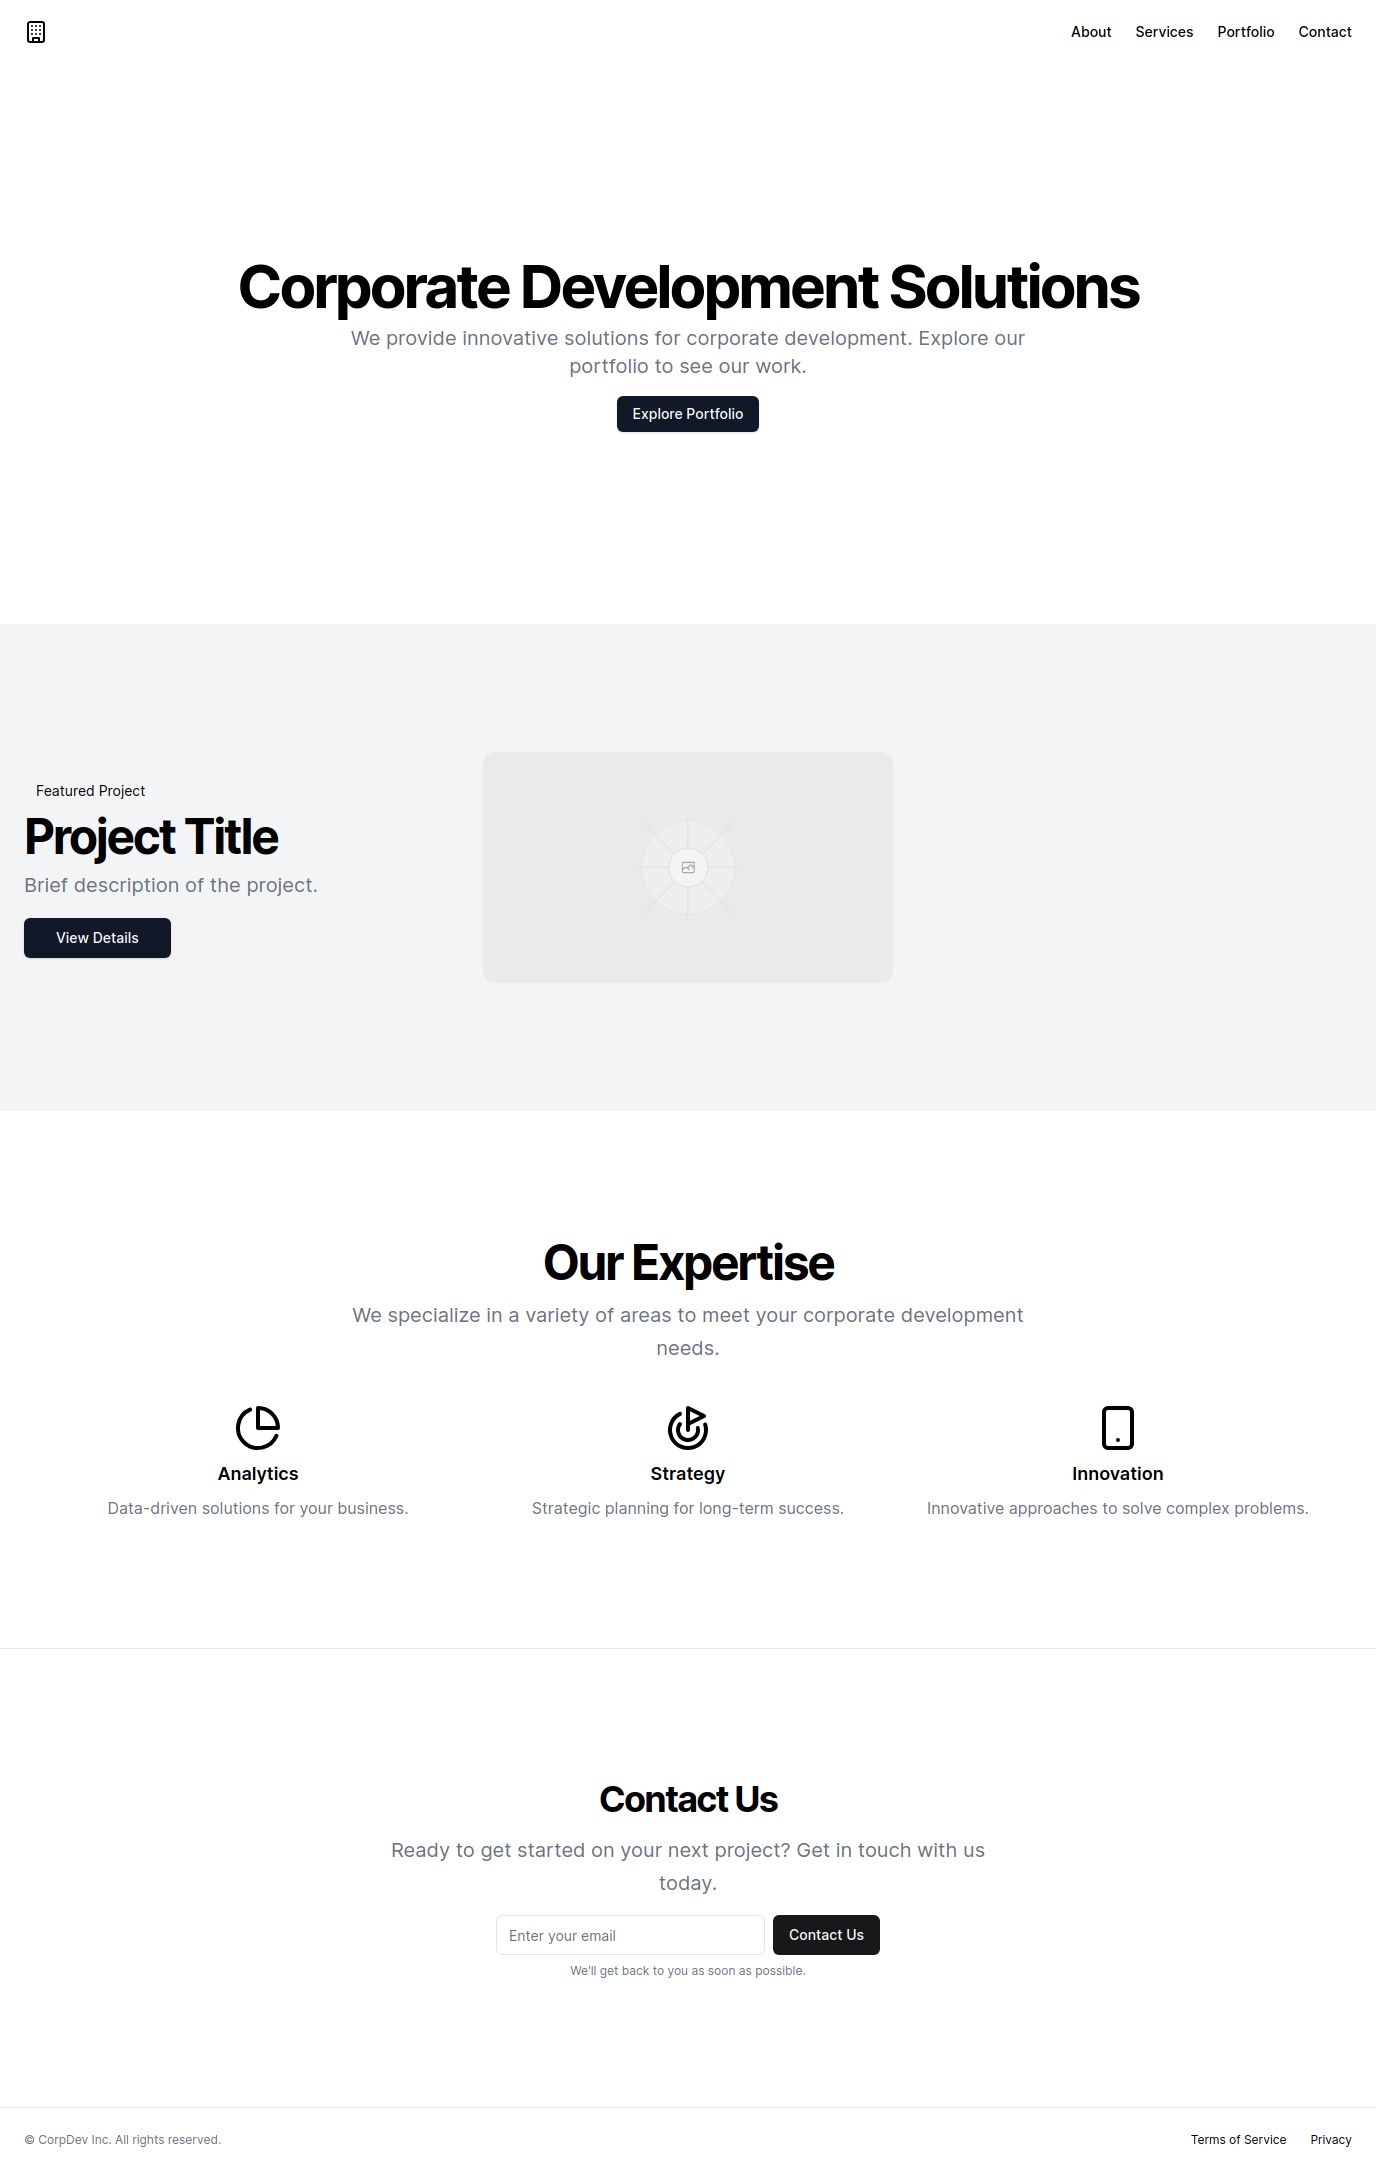 About
Services
Portfolio
Contact
Corporate Development Solutions
We provide innovative solutions for corporate development. Explore our
portfolio to see our work.
Explore Portfolio
Featured Project
Project Title
Brief description of the project.
View Details
Our Expertise
We specialize in a variety of areas to meet your corporate development
needs.
Analytics
Data-driven solutions for your business.
Strategy
Strategic planning for long-term success.
Innovation
Innovative approaches to solve complex problems.
Contact Us
Ready to get started on your next project? Get in touch with us
today.
Enter your email
Contact Us
We'll get back to you as soon as possible.
© CorpDev Inc. All rights reserved.
Terms of Service
Privacy